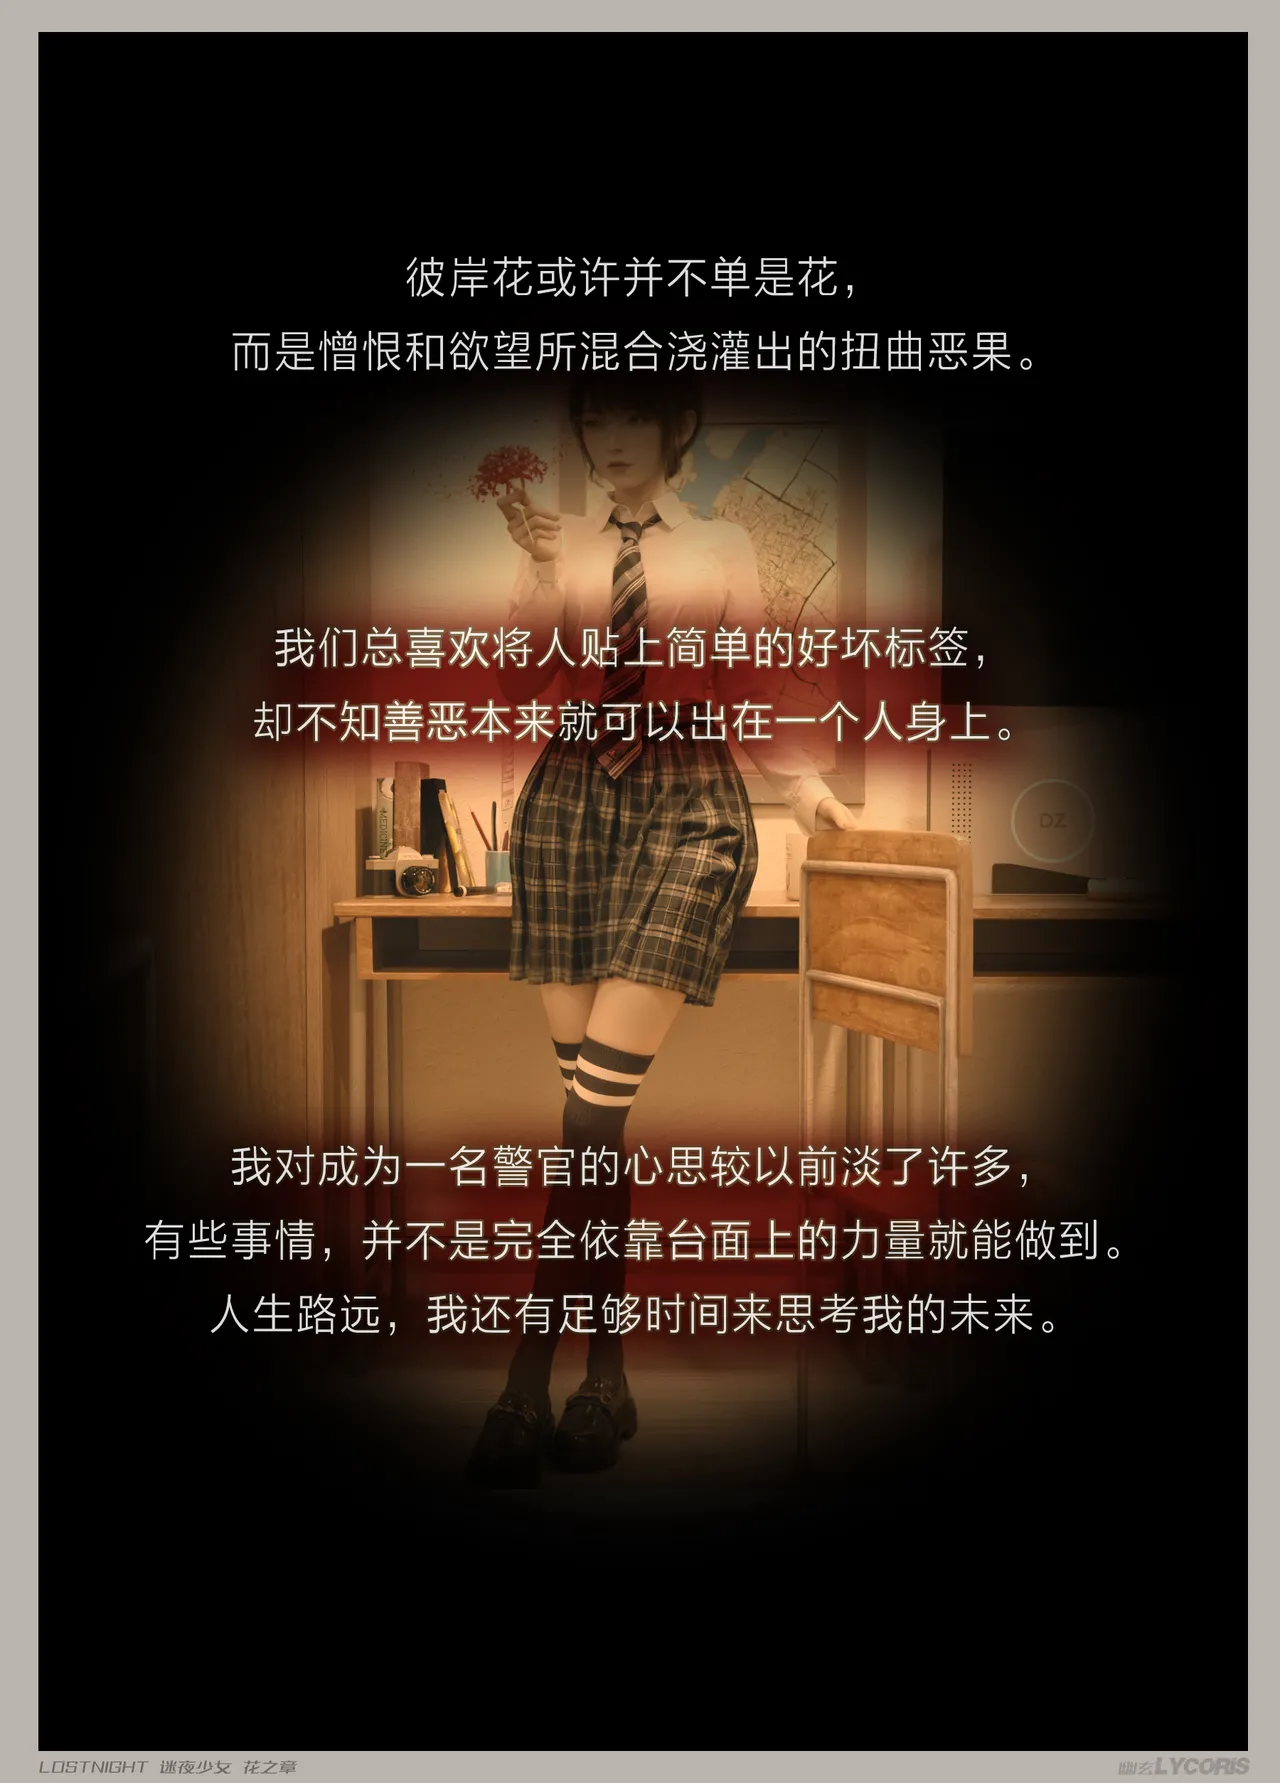 彼岸花或许并不单是花，
而是憎恨和欲望所混合浇灌出的扭曲恶果。
我们总喜欢将人贴上简单的好坏标签，
却不知善恶本来就可以出在一个人身上。
MEDICINE
DZ
我对成为一名警官的心思较以前淡了许多，
有些事情，并不是完全依靠台面上的力量就能做到。
人生路远，我还有足够时间来思考我的未来。
LOSTNIGHT 迷夜少女 花之章
幽玄LYCORIS